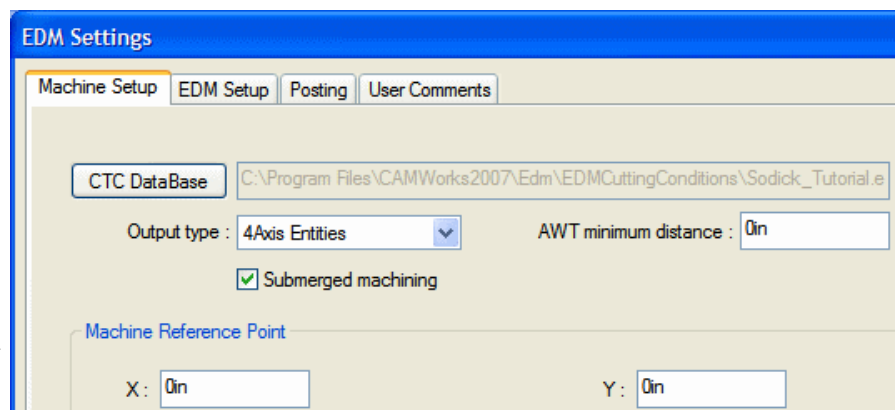 EDM Settings
Machine Setup EDM Setup Posting User Comments
CTC DataBase C:\Program Files\CAMWorks2007\Edm\EDMCuttingConditions\Sodick_Tutorial.e
Output type : 4Axis Entities AWT minimum distance : 0in
Submerged machining
Machine Reference Point
X : 0in Y : 0in